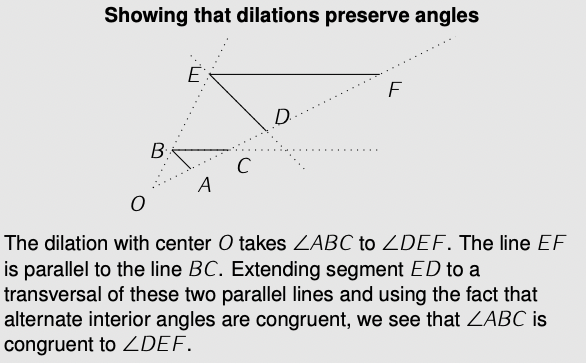 Showing that dilations preserve angles
E
F
D
B
C
A
O
The dilation with center O takes ∠ABC to ∠DEF. The line EF
is parallel to the line BC. Extending segment ED to a
transversal of these two parallel lines and using the fact that
alternate interior angles are congruent, we see that ∠ABC is
congruent to ∠DEF.